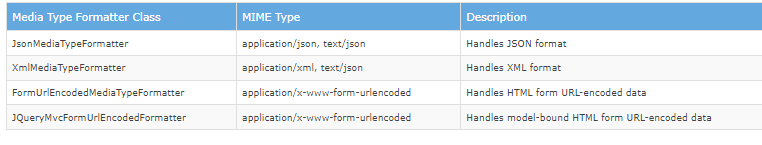 Media Type Formatter Class MIME Type Description
JsonMediaTypeFormatter application/json, text/json Handles JSON format
XmlMediaTypeFormatter application/xml, text/json Handles XML format
FormUrlEncodedMediaTypeFormatter application/x-www-form-urlencoded Handles HTML form URL-encoded data
JQueryMvcFormUrlEncodedFormatter application/x-www-form-urlencoded Handles model-bound HTML form URL-encoded data